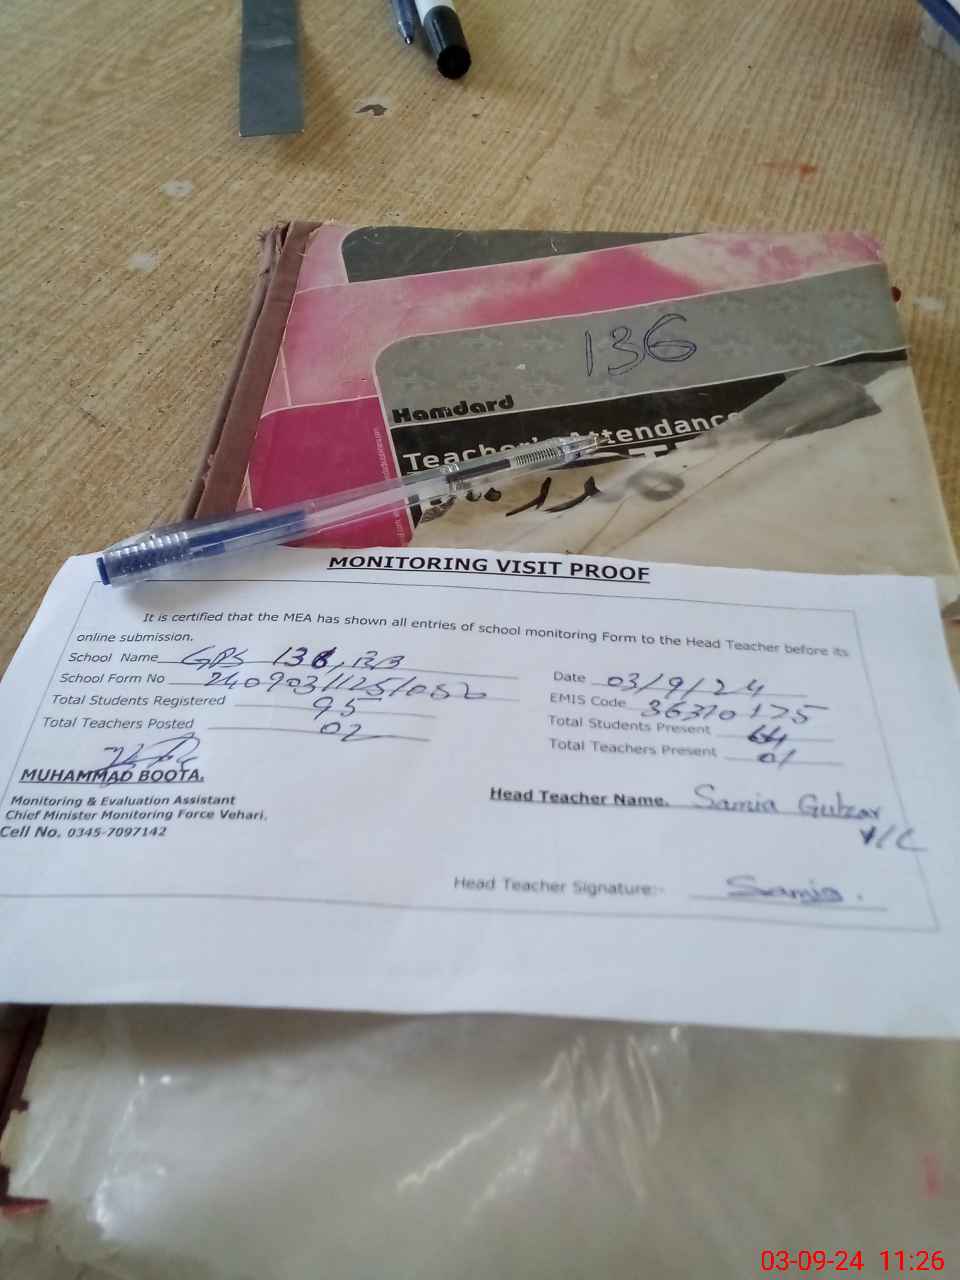 136
Hamdard
Teacher's Attendance
MONITORING VISIT PROOF
It is certified that the MEA has shown all entries of school monitoring Form to the Head Teacher before its
online submission.
School Name GPS 136, BB
Date 03/9/24
School Form No
EMIS Code 36310175
Total Students Registered 95
Total Students Present 64
Total Teachers Posted 02
Total Teachers Present 01
MUHAMMAD BOOTA.
Monitoring & Evaluation Assistant
Chief Minister Monitoring Force Vehari.
Cell No. 0345-7097142
Head Teacher Name. Samia Gulzar
Head Teacher Signature:- Samia.
03-09-24 11:26